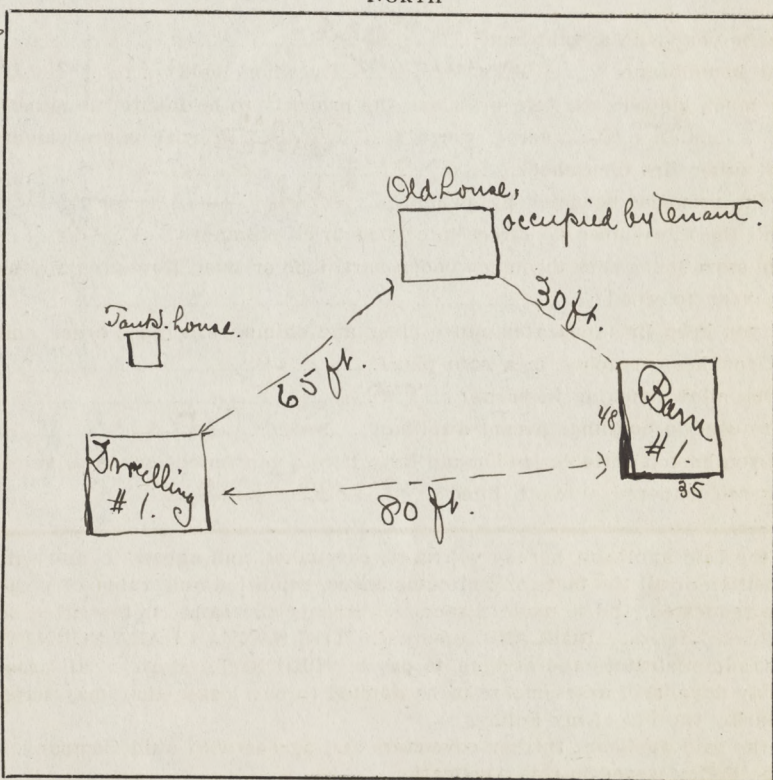 NORTH
Old house,
occupied by tenant
30 ft.
Tank house.
65 ft.
Barn
#1
48
35
Dwelling
#1.
80 ft.